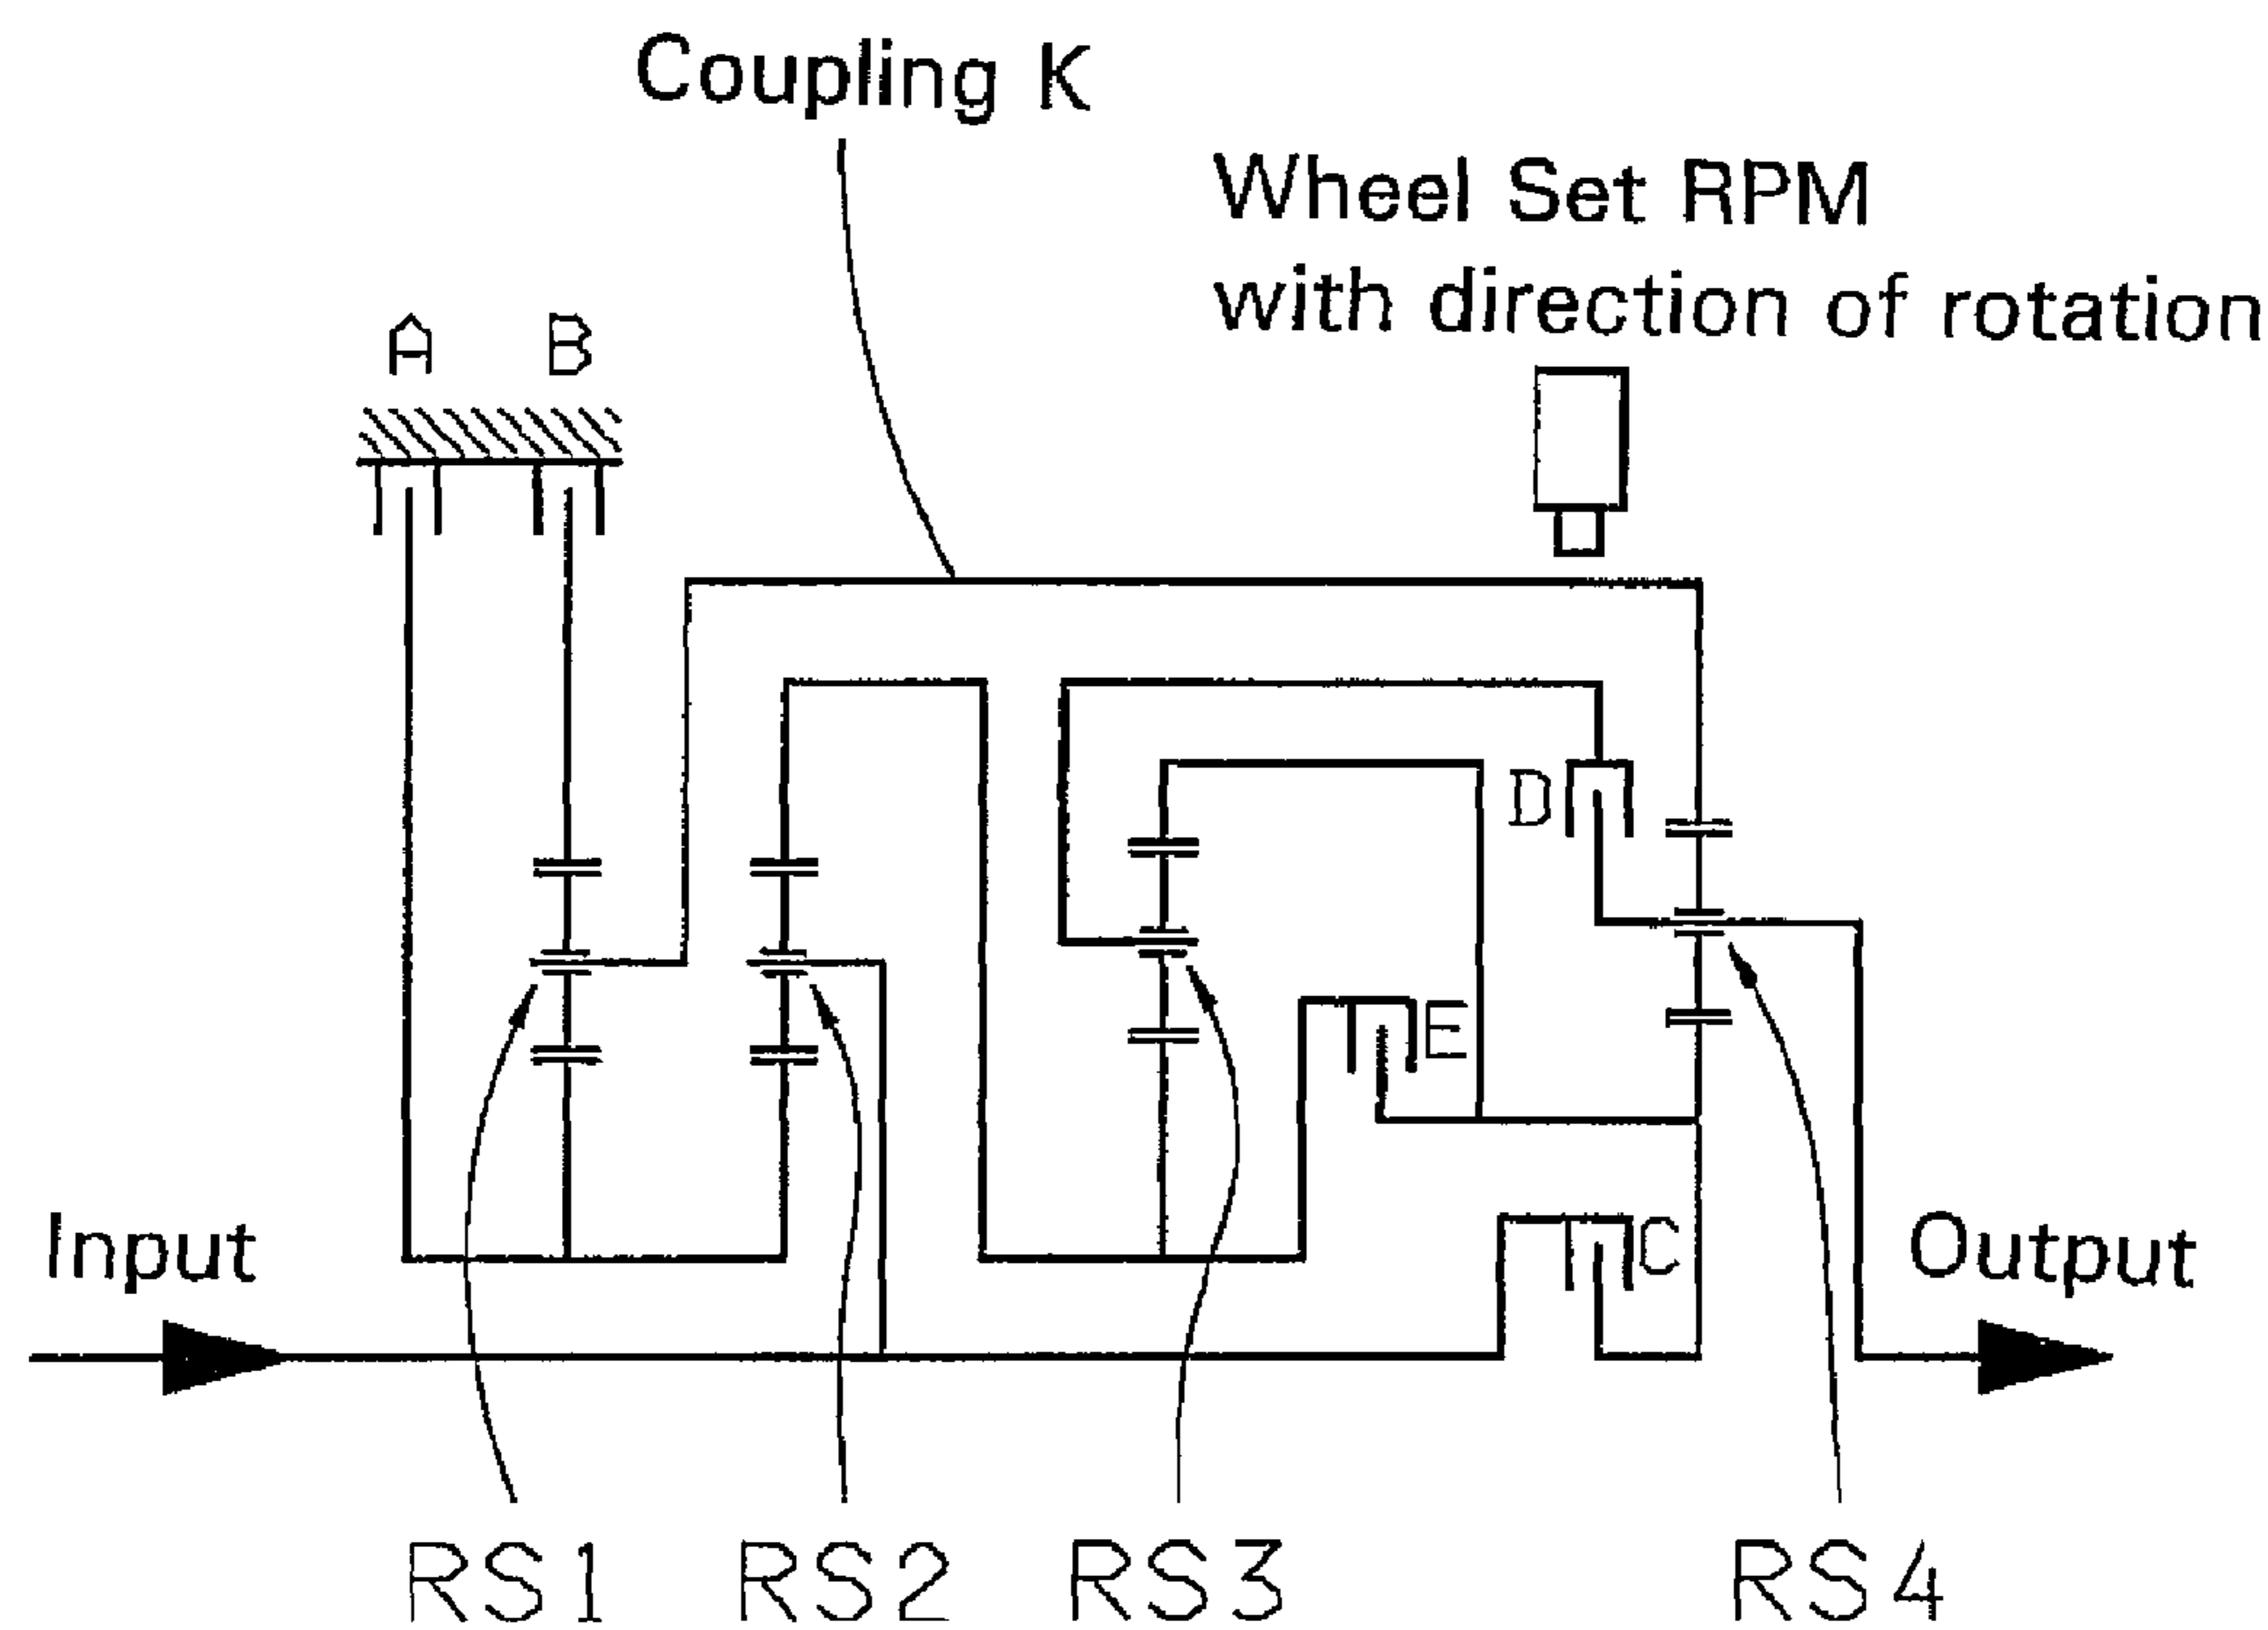 Coupling K
Wheel Set RPM
with direction of rotation
A B
D
E
C
Input
Output
RS1 RS2 RS3 RS4